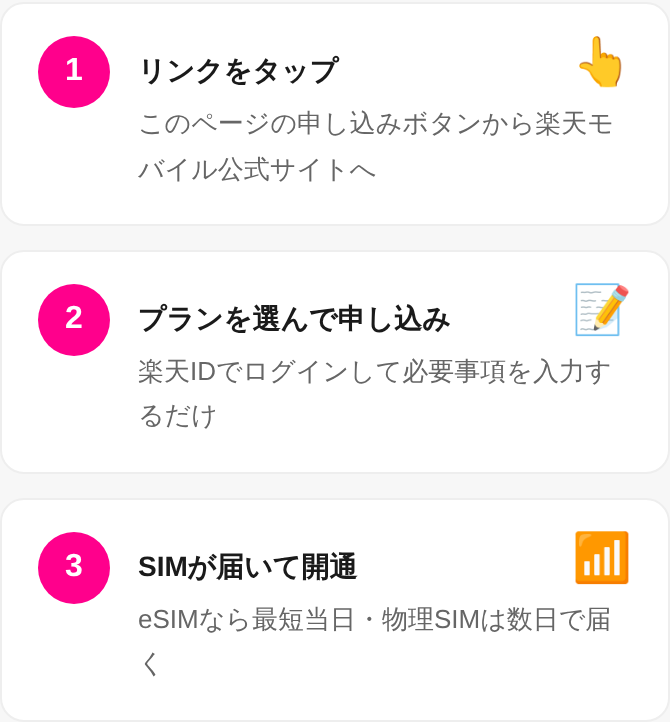 1
リンクをタップ
このページの申し込みボタンから楽天モ
バイル公式サイトへ
2
プランを選んで申し込み
楽天IDでログインして必要事項を入力す
るだけ
3
SIMが届いて開通
eSIMなら最短当日・物理SIMは数日で届
く